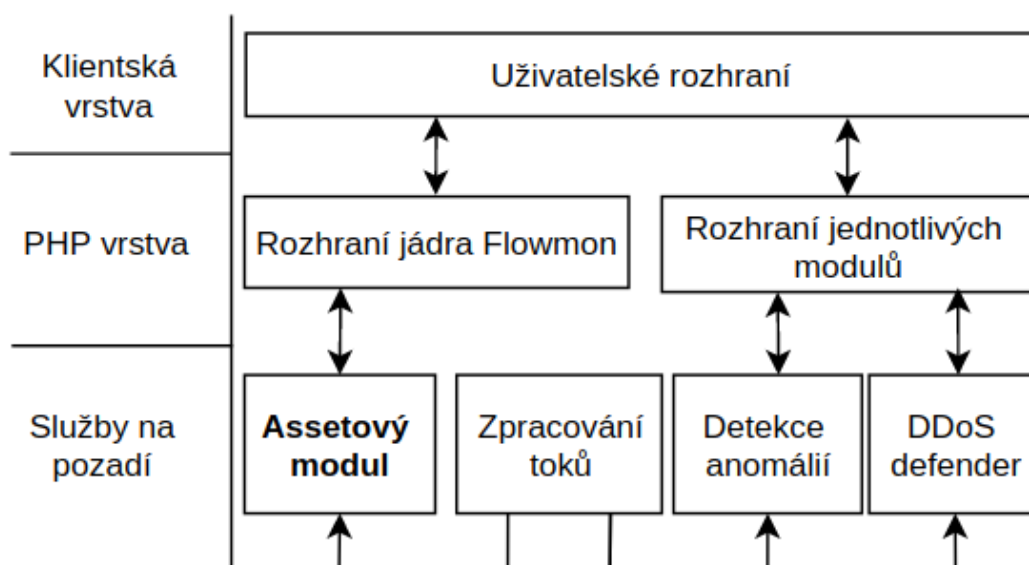 Klientská
vrstva
Uživatelské rozhraní
PHP vrstva
Rozhraní jádra Flowmon
Rozhraní jednotlivých
modulů
Služby na
pozadí
Assetový
modul
Zpracování
toků
Detekce
anomálií
DDoS
defender